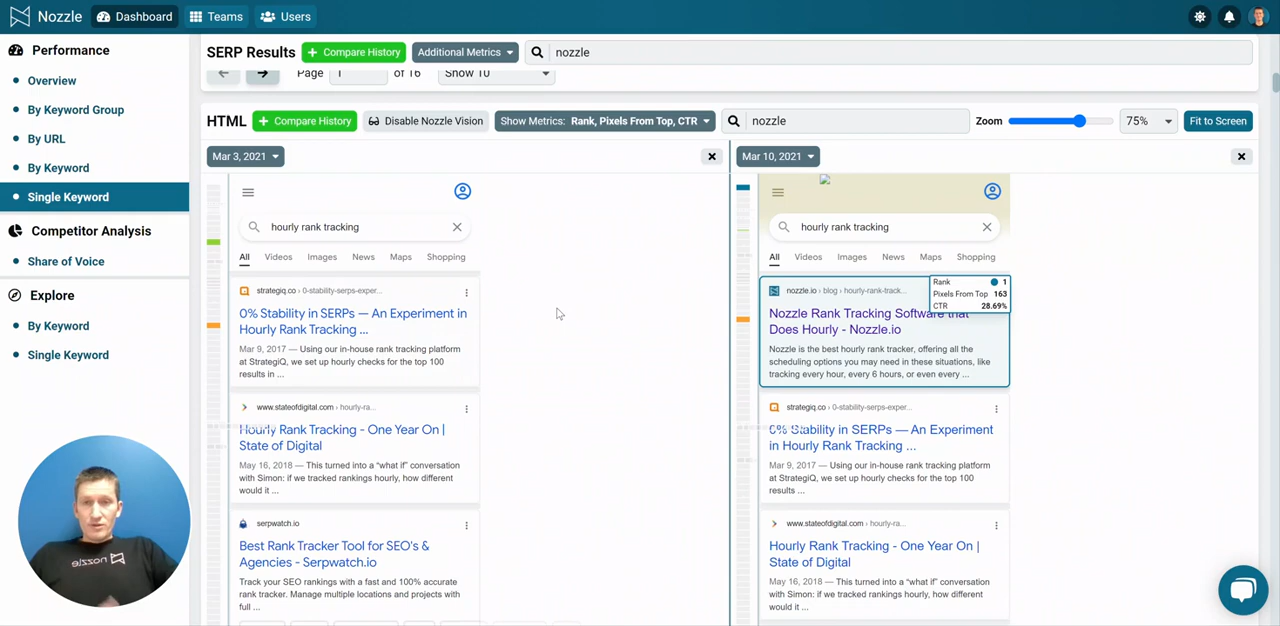 Nozzle Dashboard Teams Users
Performance
Overview
By Keyword Group
By URL
By Keyword
Single Keyword
Competitor Analysis
Share of Voice
Explore
By Keyword
Single Keyword
SERP Results + Compare History Additional Metrics nozzle
Page 1 of 16 Show 10
HTML + Compare History Disable Nozzle Vision Show Metrics: Rank, Pixels From Top, CTR nozzle Zoom 75% Fit to Screen
Mar 3, 2021
hourly rank tracking
All Videos Images News Maps Shopping
strategiq.co › 0-stability-serps-exper...
0% Stability in SERPs — An Experiment in
Hourly Rank Tracking ...
Mar 9, 2017 — Using our in-house rank tracking platform
at StrategiQ, we set up hourly checks for the top 100
results in ...
www.stateofdigital.com › hourly-ra...
Hourly Rank Tracking - One Year On |
State of Digital
May 16, 2018 — This turned into a "what if" conversation
with Simon: if we tracked rankings hourly, how different
would it ...
serpwatch.io
Best Rank Tracker Tool for SEO's &
Agencies - Serpwatch.io
Track your SEO rankings with a fast and 100% accurate
rank tracker. Manage multiple locations and projects with
full ...
Mar 10, 2021
hourly rank tracking
All Videos Images News Maps Shopping
nozzle.io › blog › hourly-rank-track...
Rank 1
Pixels From Top 163
CTR 28.69%
Nozzle Rank Tracking Software that
Does Hourly - Nozzle.io
Nozzle is the best hourly rank tracker, offering all the
scheduling options you may need in these situations, like
tracking every hour, every 6 hours, or even every ...
strategiq.co › 0-stability-serps-exper...
0% Stability in SERPs — An Experiment
in Hourly Rank Tracking ...
Mar 9, 2017 — Using our in-house rank tracking platform
at StrategiQ, we set up hourly checks for the top 100
results ...
www.stateofdigital.com › hourly-ra...
Hourly Rank Tracking - One Year On |
State of Digital
May 16, 2018 — This turned into a "what if" conversation
with Simon: if we tracked rankings hourly, how different
would it ...
nozzle